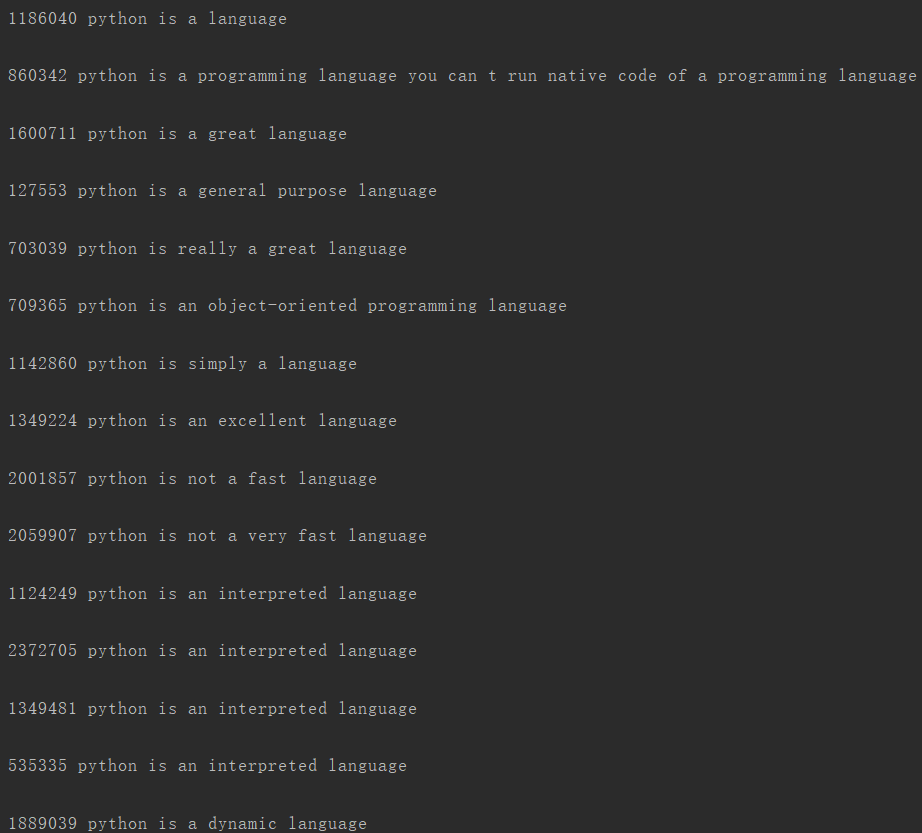 1186040 python is a language
860342 python is a programming language you can t run native code of a programming language
1600711 python is a great language
127553 python is a general purpose language
703039 python is really a great language
709365 python is an object-oriented programming language
1142860 python is simply a language
1349224 python is an excellent language
2001857 python is not a fast language
2059907 python is not a very fast language
1124249 python is an interpreted language
2372705 python is an interpreted language
1349481 python is an interpreted language
535335 python is an interpreted language
1889039 python is a dynamic language